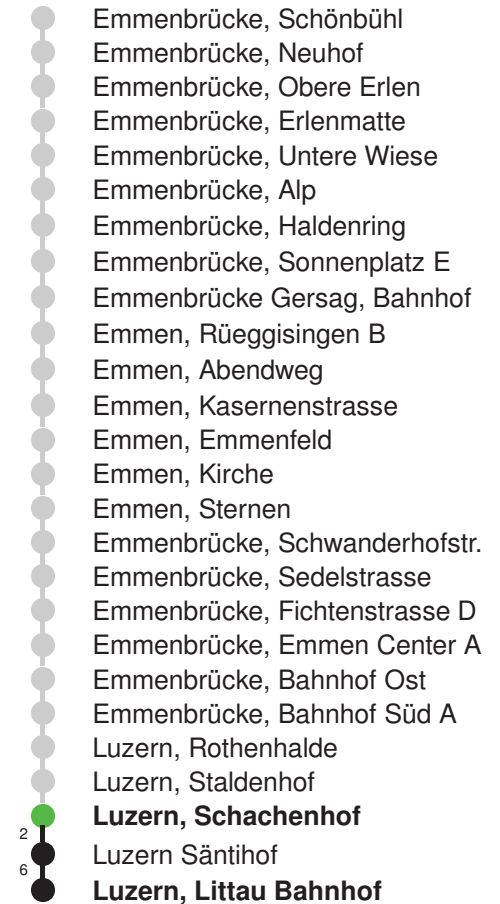 Emmenbrücke, Schönbühl
Emmenbrücke, Neuhof
Emmenbrücke, Obere Erlen
Emmenbrücke, Erlenmatte
Emmenbrücke, Untere Wiese
Emmenbrücke, Alp
Emmenbrücke, Haldenring
Emmenbrücke, Sonnenplatz E
Emmenbrücke Gersag, Bahnhof
Emmen, Rüeggisingen B
Emmen, Abendweg
Emmen, Kasernenstrasse
Emmen, Emmenfeld
Emmen, Kirche
Emmen, Sternen
Emmenbrücke, Schwanderhofstr.
Emmenbrücke, Sedelstrasse
Emmenbrücke, Fichtenstrasse D
Emmenbrücke, Emmen Center A
Emmenbrücke, Bahnhof Ost
Emmenbrücke, Bahnhof Süd A
Luzern, Rothenhalde
Luzern, Staldenhof
Luzern, Schachenhof
2
Luzern Säntihof
6
Luzern, Littau Bahnhof